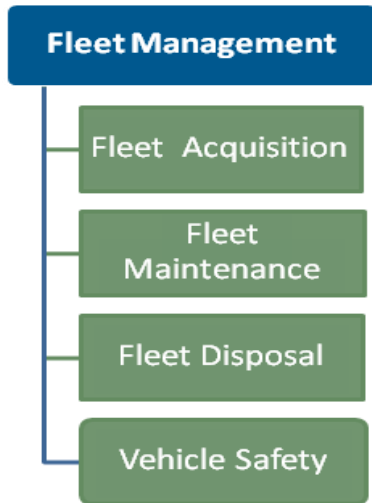 Fleet Management
Fleet Acquisition
Fleet
Maintenance
Fleet Disposal
Vehicle Safety